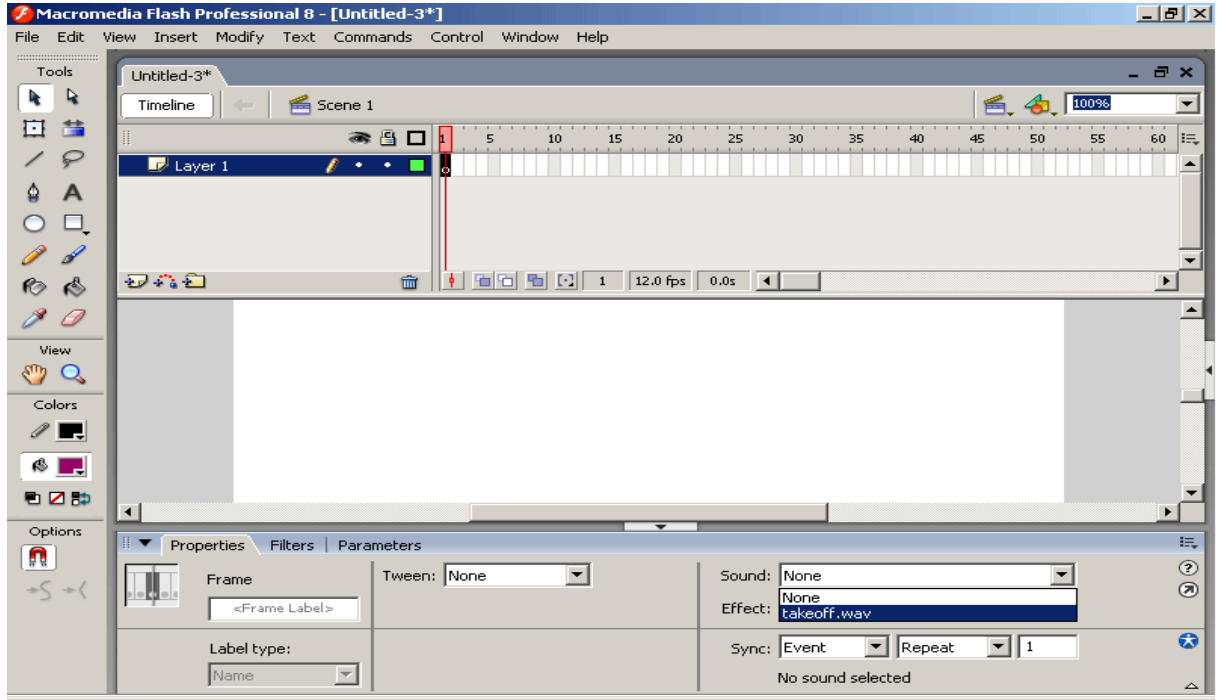 Macromedia Flash Professional 8 - [Untitled-3*]
File Edit View Insert Modify Text Commands Control Window Help
Tools
Untitled-3*
Timeline Scene 1 100%
1 5 10 15 20 25 30 35 40 45 50 55 60
Layer 1
A
1 12.0 fps 0.0s
View
Colors
Options
Properties Filters Parameters
Frame
<Frame Label>
Label type:
Name
Tween: None
Sound: None
None
takeoff.wav
Effect:
Sync: Event Repeat 1
No sound selected